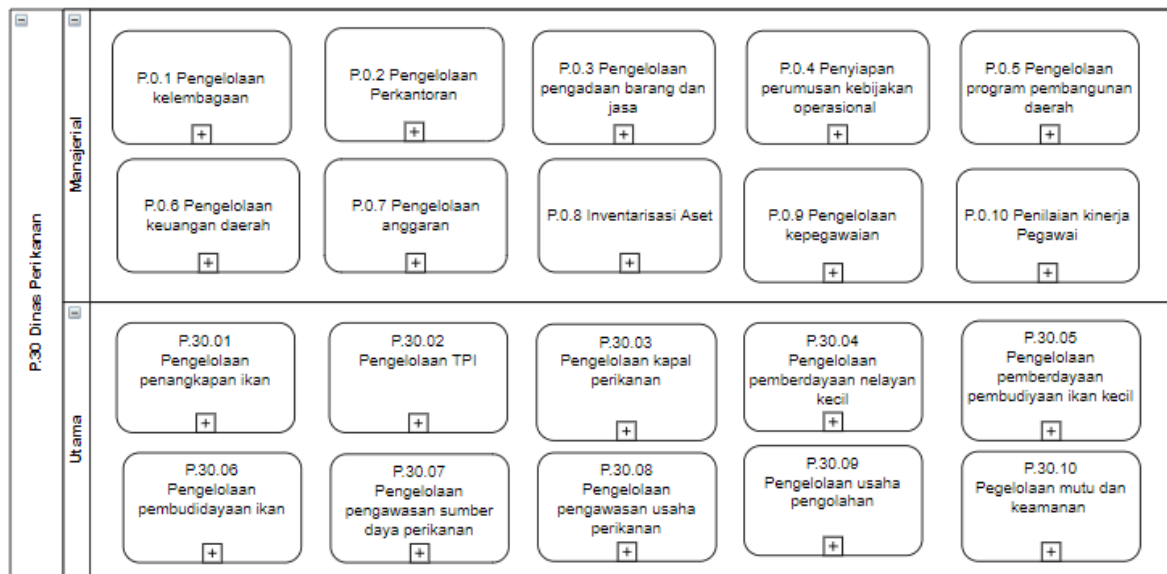 P.30 Dinas Perikanan
Manajerial
P.0.1 Pengelolaan
kelembagaan
P.0.2 Pengelolaan
Perkantoran
P.0.3 Pengelolaan
pengadaan barang dan
jasa
P.0.4 Penyiapan
perumusan kebijakan
operasional
P.0.5 Pengelolaan
program pembangunan
daerah
P.0.6 Pengelolaan
keuangan daerah
P.0.7 Pengelolaan
anggaran
P.0.8 Inventarisasi Aset
P.0.9 Pengelolaan
kepegawaian
P.0.10 Penilaian kinerja
Pegawai
Utama
P.30.01
Pengelolaan
penangkapan ikan
P.30.02
Pengelolaan TPI
P.30.03
Pengelolaan kapal
perikanan
P.30.04
Pengelolaan
pemberdayaan nelayan
kecil
P.30.05
Pengelolaan
pemberdayaan
pembudiyaan ikan kecil
P.30.06
Pengelolaan
pembudidayaan ikan
P.30.07
Pengelolaan
pengawasan sumber
daya perikanan
P.30.08
Pengelolaan
pengawasan usaha
perikanan
P.30.09
Pengelolaan usaha
pengolahan
P.30.10
Pegelolaan mutu dan
keamanan